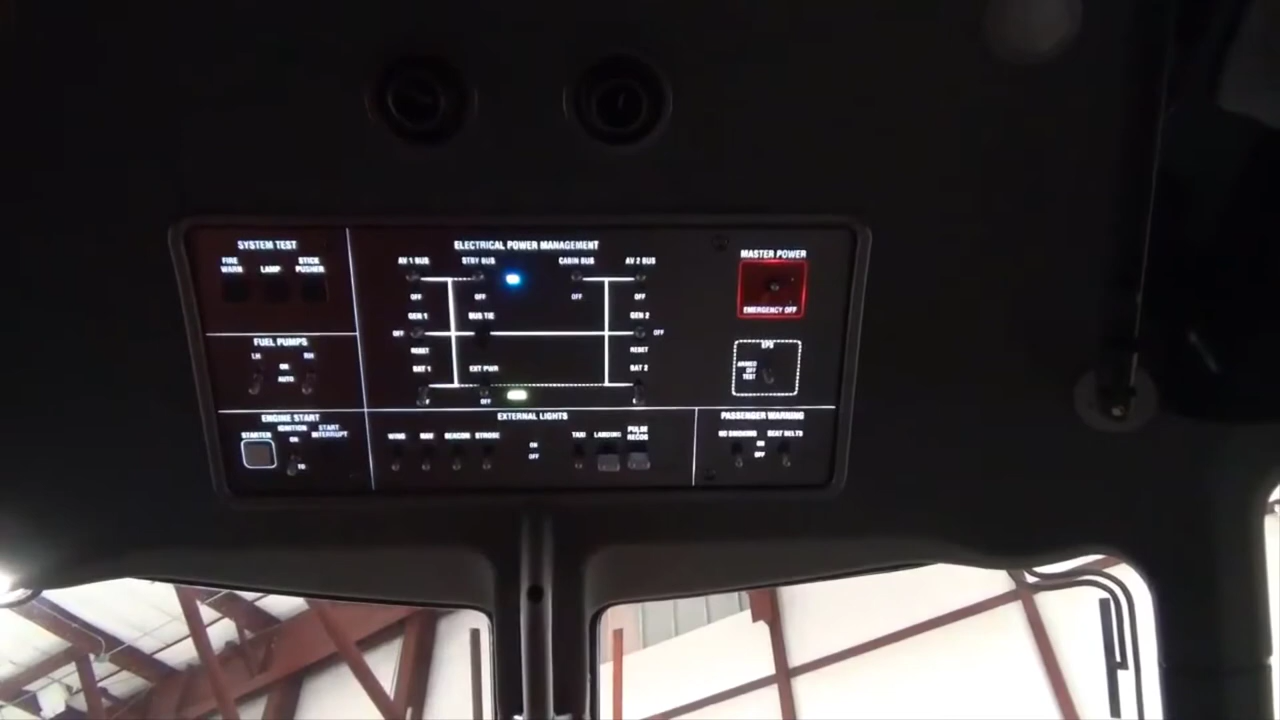 SYSTEM TEST
FIRE WARN
LAMP
STICK PUSHER
FUEL PUMPS
LH
RH
ON
AUTO
ENGINE START
STARTER
IGNITION
ON
START INTERRUPT
ELECTRICAL POWER MANAGEMENT
AV 1 BUS
STBY BUS
CABIN BUS
AV 2 BUS
OFF
OFF
OFF
OFF
GEN 1
BUS TIE
GEN 2
OFF
OFF
RESET
RESET
BAT 1
EXT PWR
BAT 2
OFF
EXTERNAL LIGHTS
WING
NAV
BEACON
STROBE
ON
OFF
TAXI
LANDING
PULSE RECOG
MASTER POWER
EMERGENCY OFF
EPS
ARMED
OFF
TEST
PASSENGER WARNING
NO SMOKING
SEAT BELTS
ON
OFF